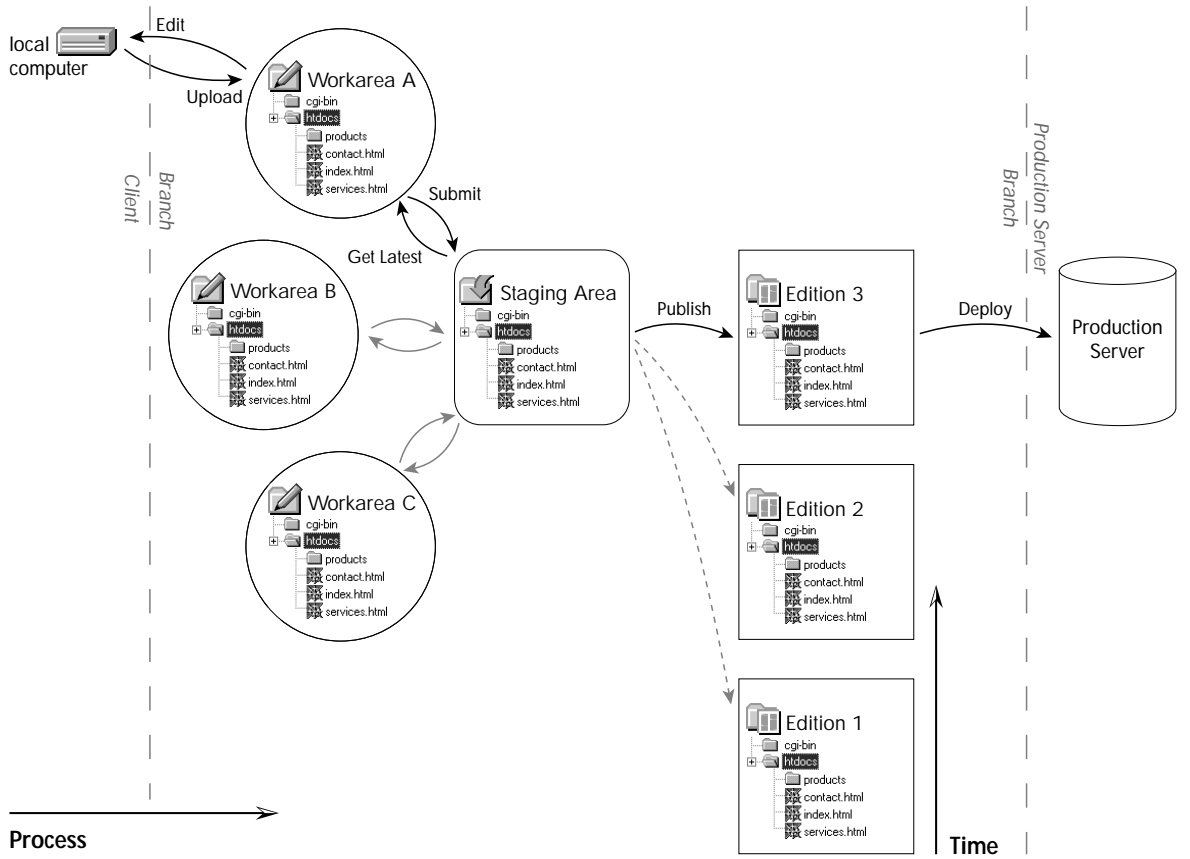 Edit
local
computer
Upload
Client
Branch
Workarea A
cgi-bin
htdocs
products
contact.html
index.html
services.html
Submit
Get Latest
Workarea B
cgi-bin
htdocs
products
contact.html
index.html
services.html
Workarea C
cgi-bin
htdocs
products
contact.html
index.html
services.html
Staging Area
cgi-bin
htdocs
products
contact.html
index.html
services.html
Publish
Edition 3
cgi-bin
htdocs
products
contact.html
index.html
services.html
Edition 2
cgi-bin
htdocs
products
contact.html
index.html
services.html
Edition 1
cgi-bin
htdocs
products
contact.html
index.html
services.html
Deploy
Branch
Production Server
Production
Server
Process
Time